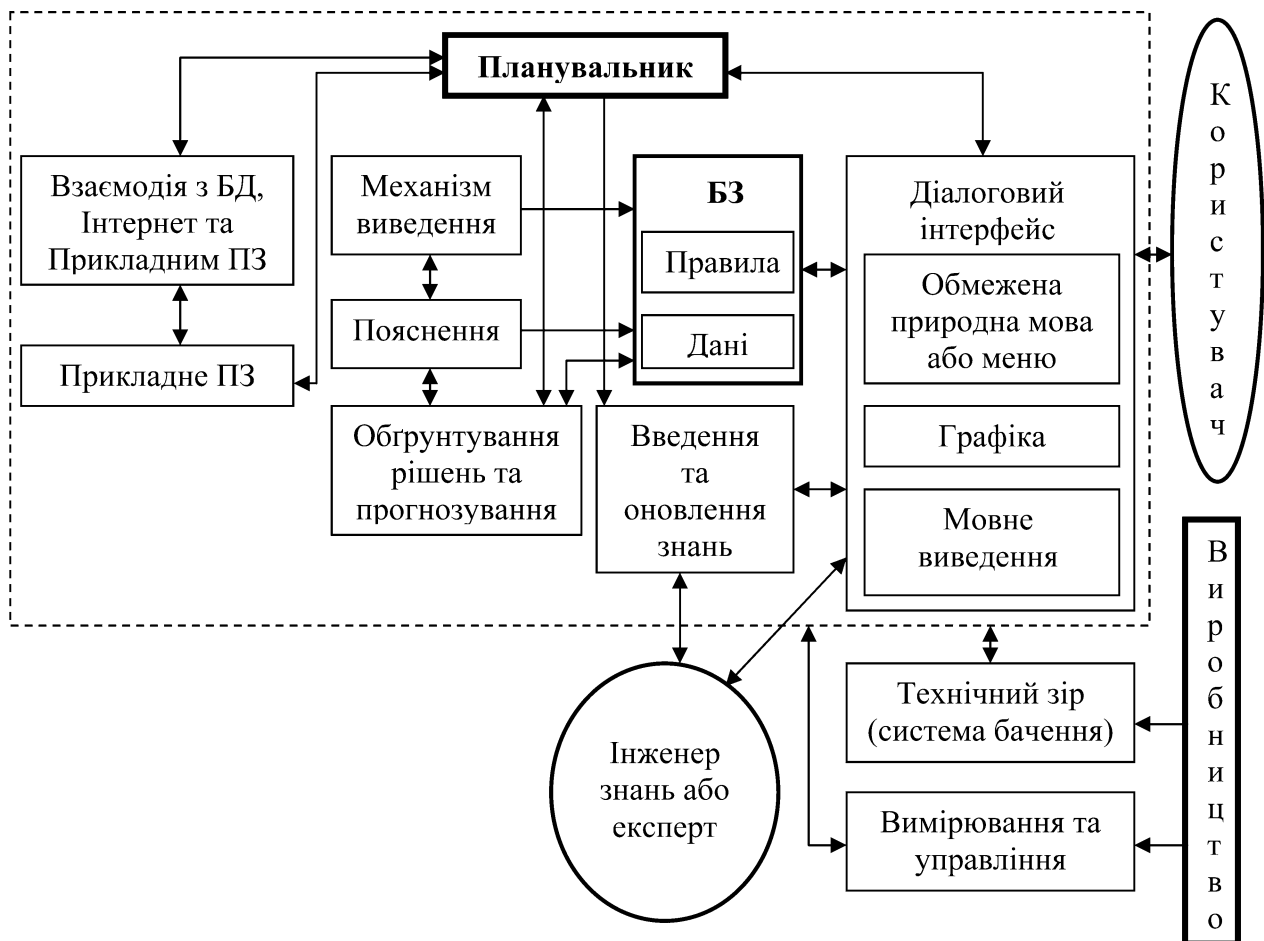 Планувальник
Взаємодія з БД,
Інтернет та
Прикладним ПЗ
Прикладне ПЗ
Механізм
виведення
Пояснення
Обґрунтування
рішень та
прогнозування
БЗ
Правила
Дані
Введення
та
оновлення
знань
Діалоговий
інтерфейс
Обмежена
природна мова
або меню
Графіка
Мовне
виведення
Користувач
Інженер
знань або
експерт
Технічний зір
(система бачення)
Вимірювання та
управління
Виробництво